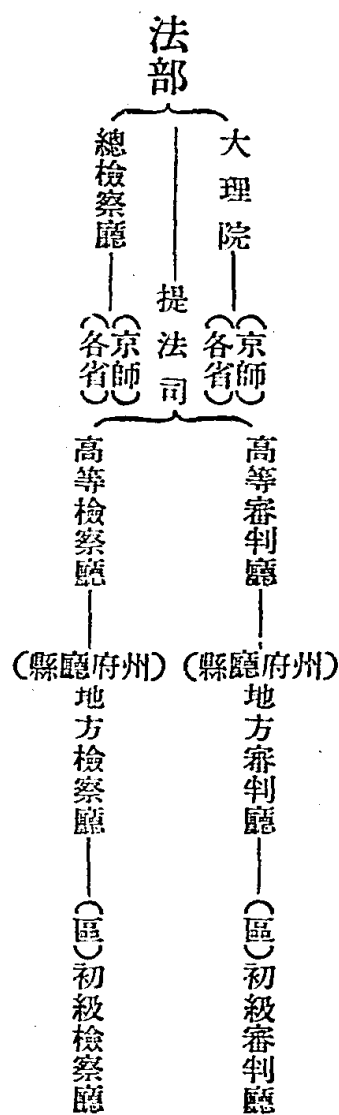 法部
大理院
(京師)
(各省)
高等審判廳
(州府廳縣)
地方審判廳
(區)初級審判廳
提法司
總檢察廳
(京師)
(各省)
高等檢察廳
(州府廳縣)
地方檢察廳
(區)初級檢察廳